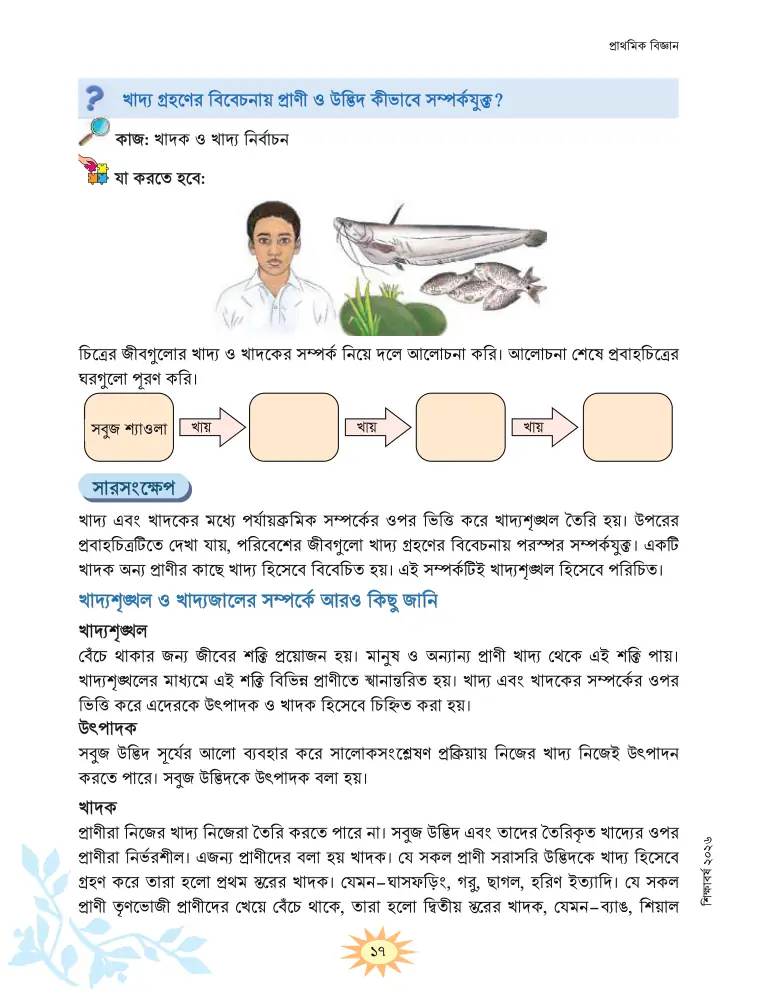 প্রাথমিক বিজ্ঞান
খাদ্য গ্রহণের বিবেচনায় প্রাণী ও উদ্ভিদ কীভাবে সম্পর্কযুক্ত?
কাজ: খাদক ও খাদ্য নির্বাচন
যা করতে হবে:
চিত্রের জীবগুলোর খাদ্য ও খাদকের সম্পর্ক নিয়ে দলে আলোচনা করি। আলোচনা শেষে প্রবাহচিত্রের
ঘরগুলো পূরণ করি।
সবুজ শ্যাওলা খায় খায় খায়
সারসংক্ষেপ
খাদ্য এবং খাদকের মধ্যে পর্যায়ক্রমিক সম্পর্কের ওপর ভিত্তি করে খাদ্যশৃঙ্খল তৈরি হয়। উপরের
প্রবাহচিত্রটিতে দেখা যায়, পরিবেশের জীবগুলো খাদ্য গ্রহণের বিবেচনায় পরস্পর সম্পর্কযুক্ত। একটি
খাদক অন্য প্রাণীর কাছে খাদ্য হিসেবে বিবেচিত হয়। এই সম্পর্কটিই খাদ্যশৃঙ্খল হিসেবে পরিচিত।
খাদ্যশৃঙ্খল ও খাদ্যজালের সম্পর্কে আরও কিছু জানি
খাদ্যশৃঙ্খল
বেঁচে থাকার জন্য জীবের শক্তি প্রয়োজন হয়। মানুষ ও অন্যান্য প্রাণী খাদ্য থেকে এই শক্তি পায়।
খাদ্যশৃঙ্খলের মাধ্যমে এই শক্তি বিভিন্ন প্রাণীতে স্থানান্তরিত হয়। খাদ্য এবং খাদকের সম্পর্কের ওপর
ভিত্তি করে এদেরকে উৎপাদক ও খাদক হিসেবে চিহ্নিত করা হয়।
উৎপাদক
সবুজ উদ্ভিদ সূর্যের আলো ব্যবহার করে সালোকসংশ্লেষণ প্রক্রিয়ায় নিজের খাদ্য নিজেই উৎপাদন
করতে পারে। সবুজ উদ্ভিদকে উৎপাদক বলা হয়।
খাদক
প্রাণীরা নিজের খাদ্য নিজেরা তৈরি করতে পারে না। সবুজ উদ্ভিদ এবং তাদের তৈরিকৃত খাদ্যের ওপর
প্রাণীরা নির্ভরশীল। এজন্য প্রাণীদের বলা হয় খাদক। যে সকল প্রাণী সরাসরি উদ্ভিদকে খাদ্য হিসেবে
গ্রহণ করে তারা হলো প্রথম স্তরের খাদক। যেমন–ঘাসফড়িং, গরু, ছাগল, হরিণ ইত্যাদি। যে সকল
প্রাণী তৃণভোজী প্রাণীদের খেয়ে বেঁচে থাকে, তারা হলো দ্বিতীয় স্তরের খাদক, যেমন–ব্যাঙ, শিয়াল
শিক্ষাবর্ষ ২০২৬
১৭